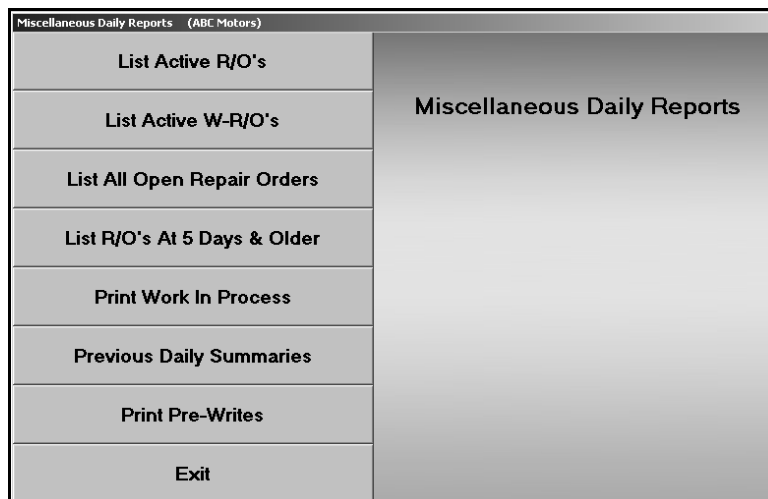 Miscellaneous Daily Reports (ABC Motors)
List Active R/O's
Miscellaneous Daily Reports
List Active W-R/O's
List All Open Repair Orders
List R/O's At 5 Days & Older
Print Work In Process
Previous Daily Summaries
Print Pre-Writes
Exit